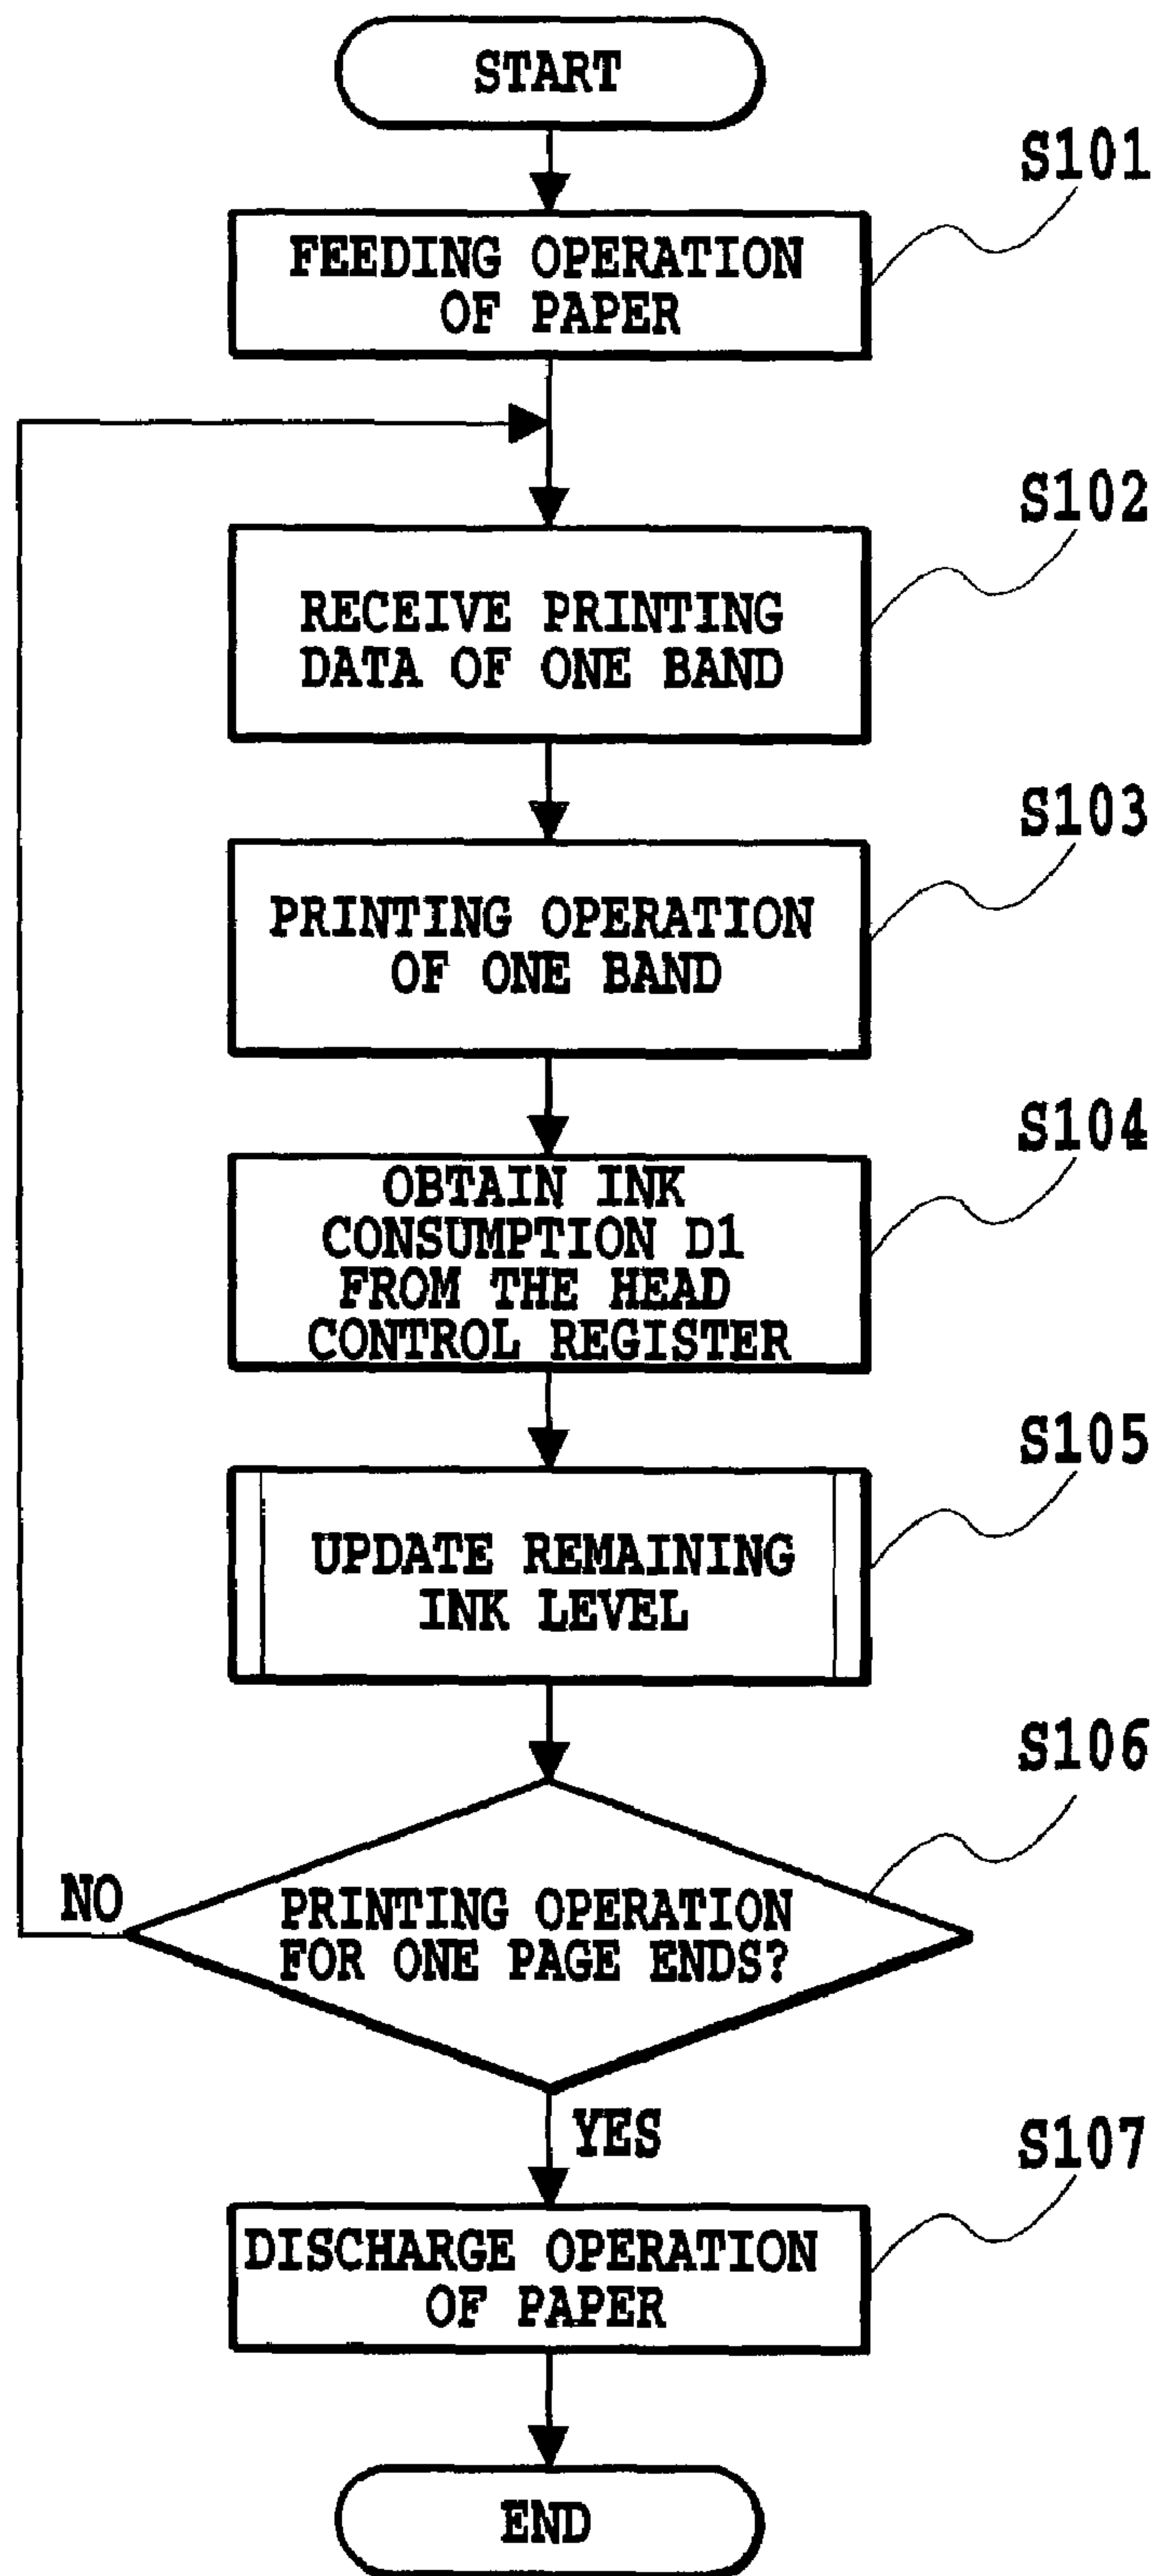 START
S101
FEEDING OPERATION
OF PAPER
S102
RECEIVE PRINTING
DATA OF ONE BAND
S103
PRINTING OPERATION
OF ONE BAND
S104
OBTAIN INK
CONSUMPTION D1
FROM THE HEAD
CONTROL REGISTER
S105
UPDATE REMAINING
INK LEVEL
S106
NO
PRINTING OPERATION
FOR ONE PAGE ENDS?
YES
S107
DISCHARGE OPERATION
OF PAPER
END